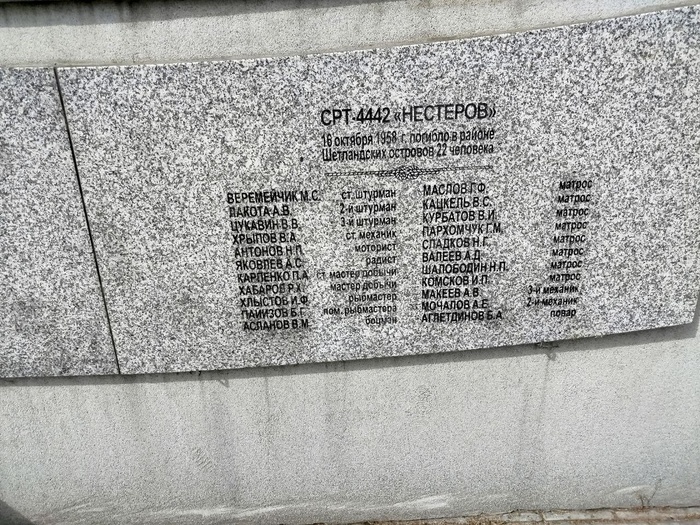 СРТ-4442 «НЕСТЕРОВ»
16 октября 1958 г. погибло в районе
Шетландских островов 22 человека
ВЕРЕМЕЙЧИК М.С. ст. штурман
ЛАКОТА А.В. 2-й штурман
ЦУКАВИН В.В. 3-й штурман
ХРЫПОВ В.А. ст. механик
АНТОНОВ Н.П. моторист
ЯКОВЛЕВ А.С. радист
КАРПЕНКО П.А. ст. мастер добычи
ХАБАРОВ Р.Х. мастер добычи
ХЛЫСТОВ И.Ф. рыбмастер
ПАИИЗОВ Б.Г. пом. рыбмастера
АСЛАНОВ В.М. боцман
МАСЛОВ Г.Ф. матрос
КАЦКЕЛЬ В.С. матрос
КУРБАТОВ В.И. матрос
ПАРХОМЧУК Г.М. матрос
СЛАДКОВ Н.Г. матрос
ВАЛЕЕВ А.Д. матрос
ШАЛОБОДИН Н.П. матрос
КОМСКОВ И.П. матрос
МАКЕЕВ А.В. 3-й механик
МОЧАЛОВ А.Е. 2-й механик
АГЛЕТДИНОВ Б.А. повар